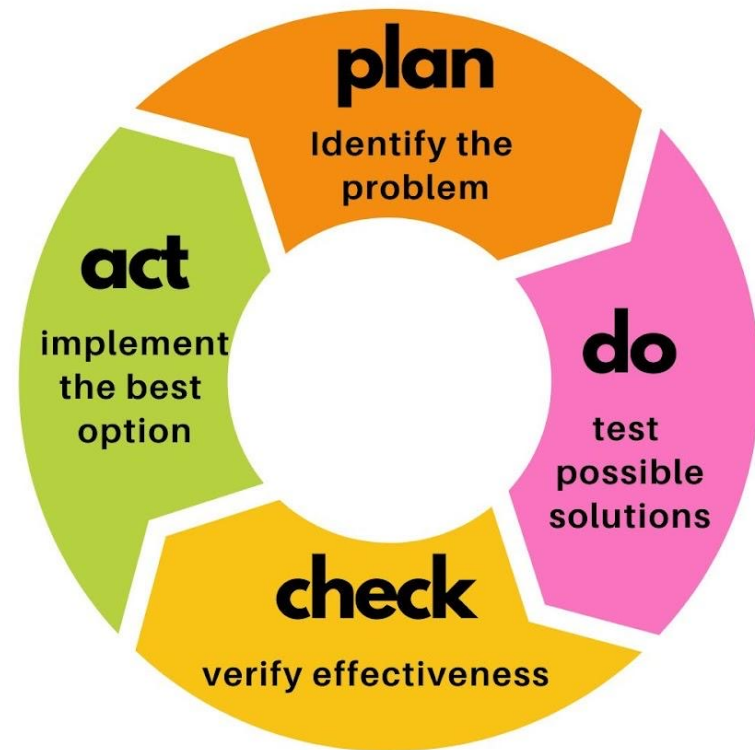 plan
Identify the
problem
do
test
possible
solutions
check
verify effectiveness
act
implement
the best
option